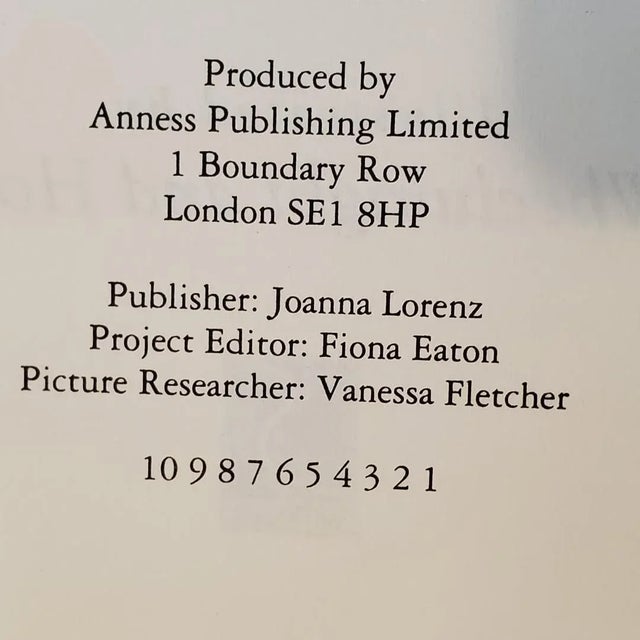 Produced by
Anness Publishing Limited
1 Boundary Row
London SE1 8HP
Publisher: Joanna Lorenz
Project Editor: Fiona Eaton
Picture Researcher: Vanessa Fletcher
10 9 8 7 6 5 4 3 2 1